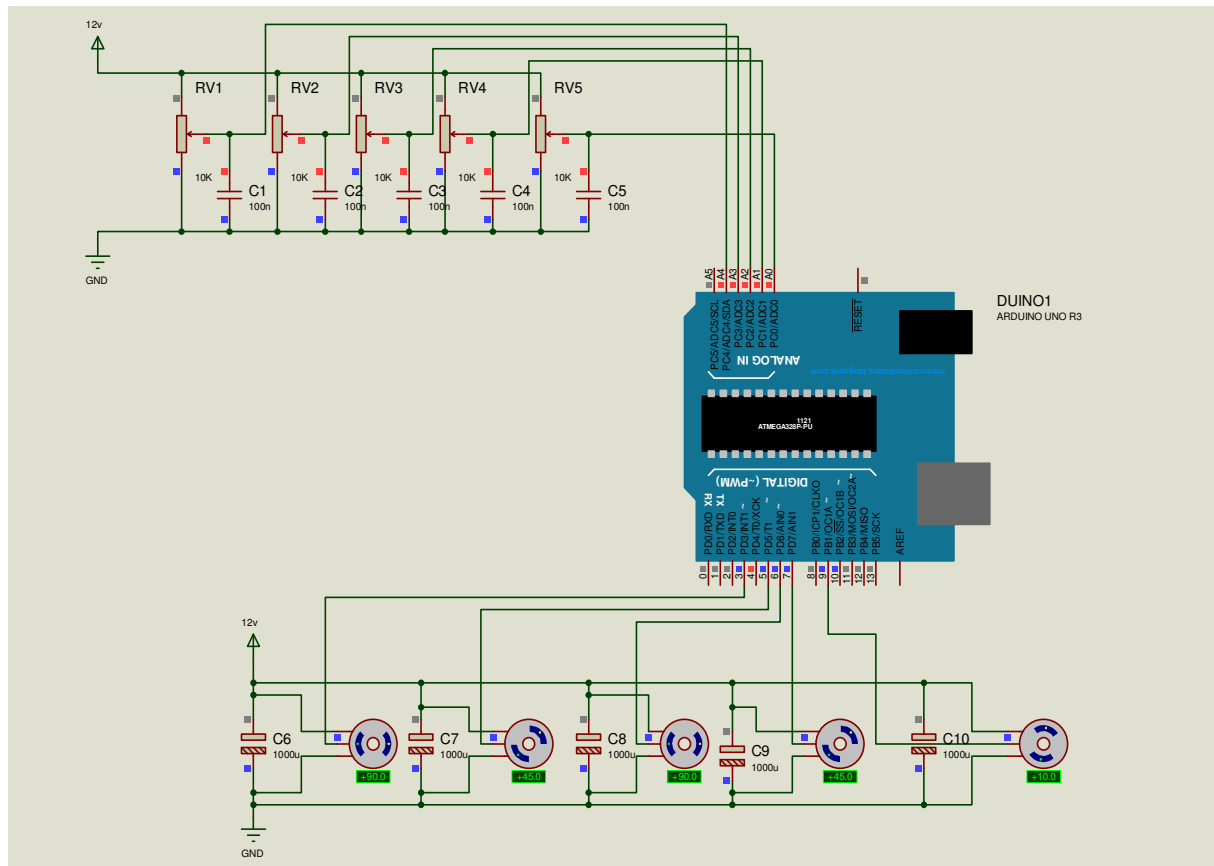 12v
RV1
RV2
RV3
RV4
RV5
10K
10K
10K
10K
10K
C1
100n
C2
100n
C3
100n
C4
100n
C5
100n
GND
A5
A4
A3
A2
A1
A0
PC5/ADC5/SCL
PC4/ADC4/SDA
PC3/ADC3
PC2/ADC2
PC1/ADC1
PC0/ADC0
RESET
ANALOG IN
DUINO1
ARDUINO UNO R3
microcontrolandos.blogspot.com
1121
ATMEGA328P-PU
DIGITAL (~PWM)
RX
TX
PD0/RXD
PD1/TXD
PD2/INT0
PD3/INT1 ~
PD4/T0/XCK
PD5/T1 ~
PD6/AIN0 ~
PD7/AIN1
PB0/ICP1/CLKO
PB1/OC1A ~
PB2/SS/OC1B ~
PB3/MOSI/OC2A ~
PB4/MISO
PB5/SCK
AREF
0
1
2
3
4
5
6
7
8
9
10
11
12
13
12v
C6
1000u
C7
1000u
C8
1000u
C9
1000u
C10
1000u
+90.0
+45.0
+90.0
+45.0
+10.0
GND